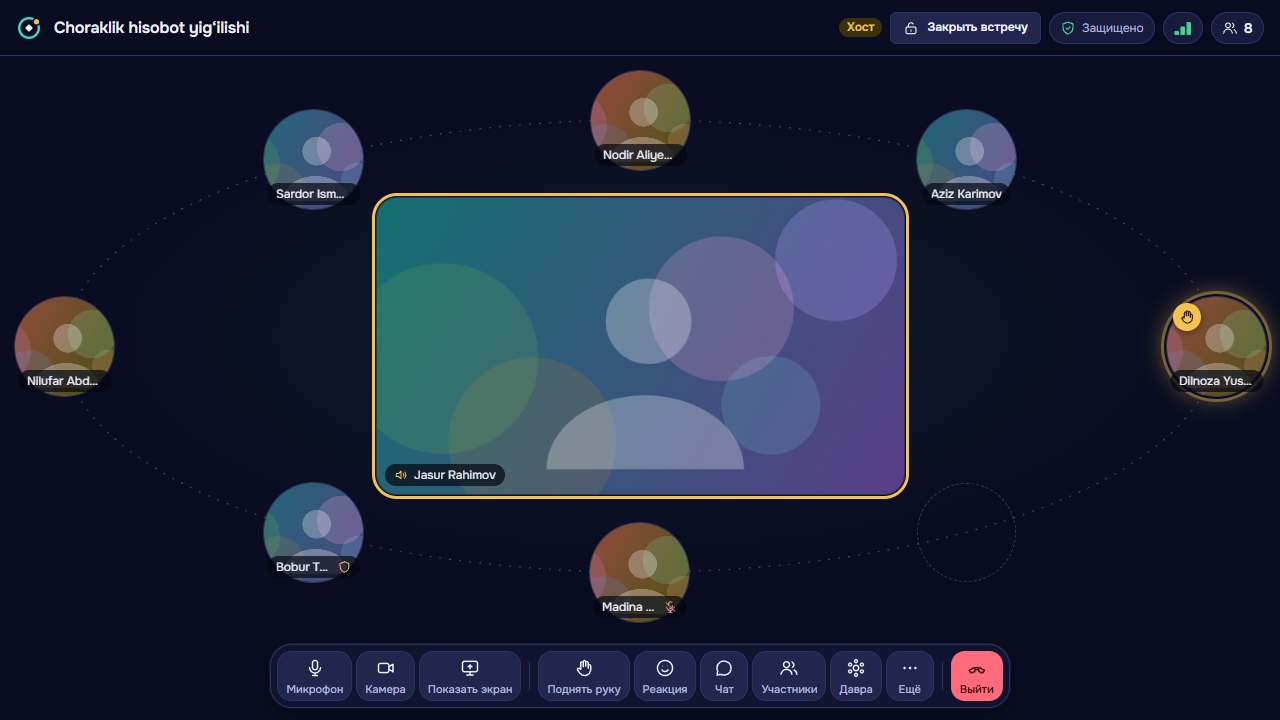 Choraklik hisobot yig‘ilishi
Хост
Закрыть встречу
Защищено
8
Nodir Aliye...
Sardor Ism...
Aziz Karimov
Nilufar Abd...
Dilnoza Yus...
Jasur Rahimov
Bobur T...
Madina ...
Микрофон
Камера
Показать экран
Поднять руку
Реакция
Чат
Участники
Давра
Ещё
Выйти